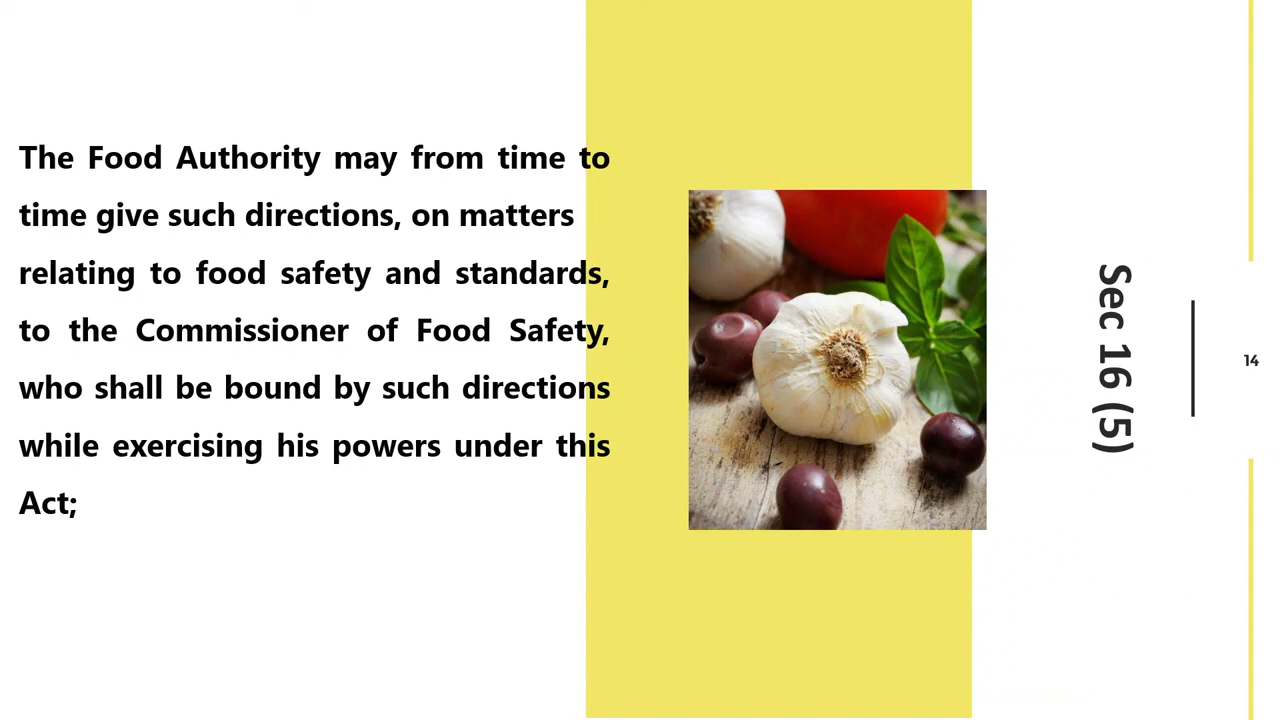 The Food Authority may from time to
time give such directions, on matters
relating to food safety and standards,
to the Commissioner of Food Safety,
who shall be bound by such directions
while exercising his powers under this
Act;
Sec 16 (5)
14